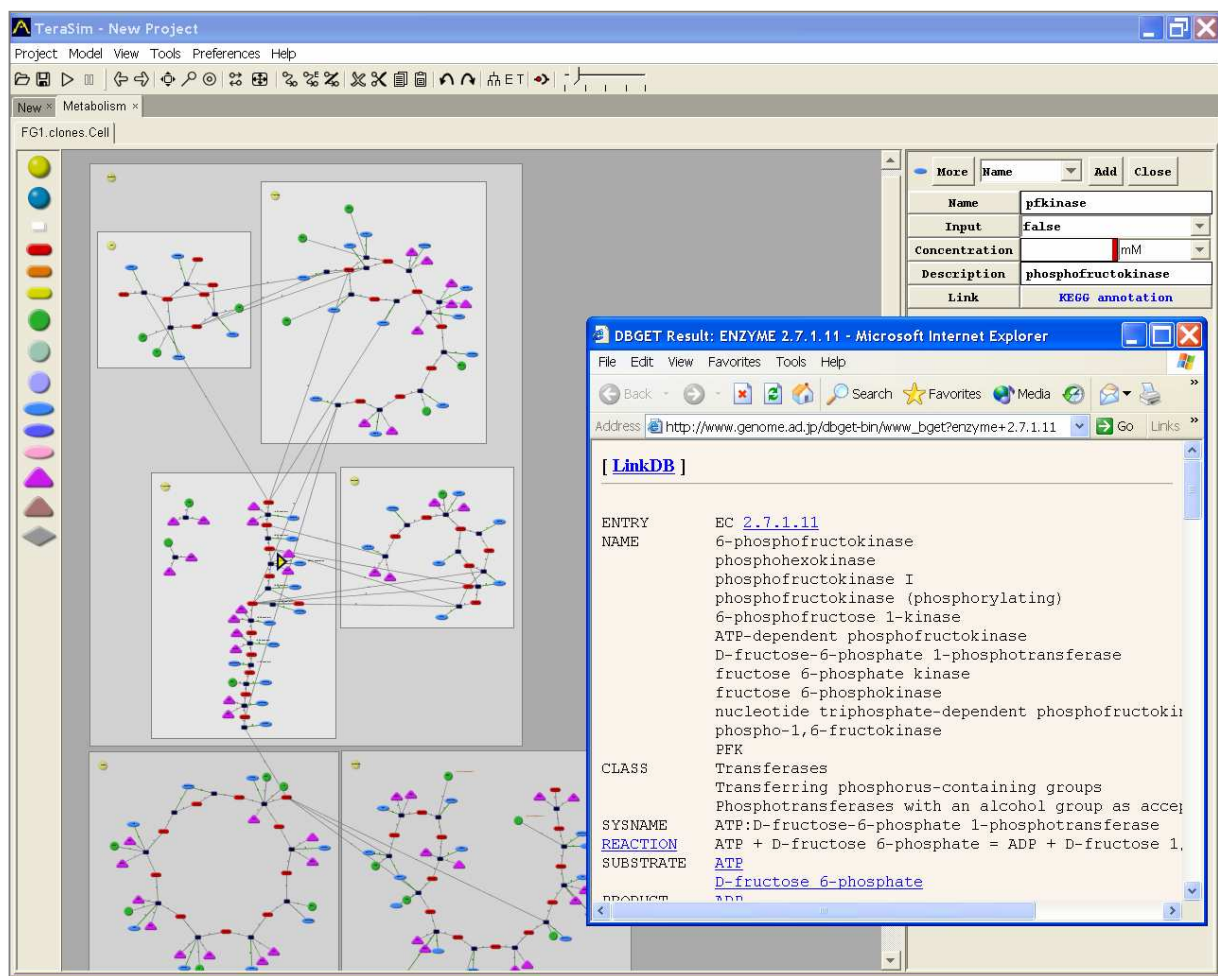 TeraSim - New Project
Project Model View Tools Preferences Help
E T
New × Metabolism ×
FG1.clones.Cell
More Name Add Close
Name pfkinase
Input false
Concentration mM
Description phosphofructokinase
Link KEGG annotation
DBGET Result: ENZYME 2.7.1.11 - Microsoft Internet Explorer
File Edit View Favorites Tools Help
Back Search Favorites Media
Address http://www.genome.ad.jp/dbget-bin/www_bget?enzyme+2.7.1.11 Go Links
[ LinkDB ]
ENTRY EC 2.7.1.11
NAME 6-phosphofructokinase
phosphohexokinase
phosphofructokinase I
phosphofructokinase (phosphorylating)
6-phosphofructose 1-kinase
ATP-dependent phosphofructokinase
D-fructose-6-phosphate 1-phosphotransferase
fructose 6-phosphate kinase
fructose 6-phosphokinase
nucleotide triphosphate-dependent phosphofructokin
phospho-1,6-fructokinase
PFK
CLASS Transferases
Transferring phosphorus-containing groups
Phosphotransferases with an alcohol group as accep
SYSNAME ATP:D-fructose-6-phosphate 1-phosphotransferase
REACTION ATP + D-fructose 6-phosphate = ADP + D-fructose 1,
SUBSTRATE ATP
D-fructose 6-phosphate
PRODUCT ADP